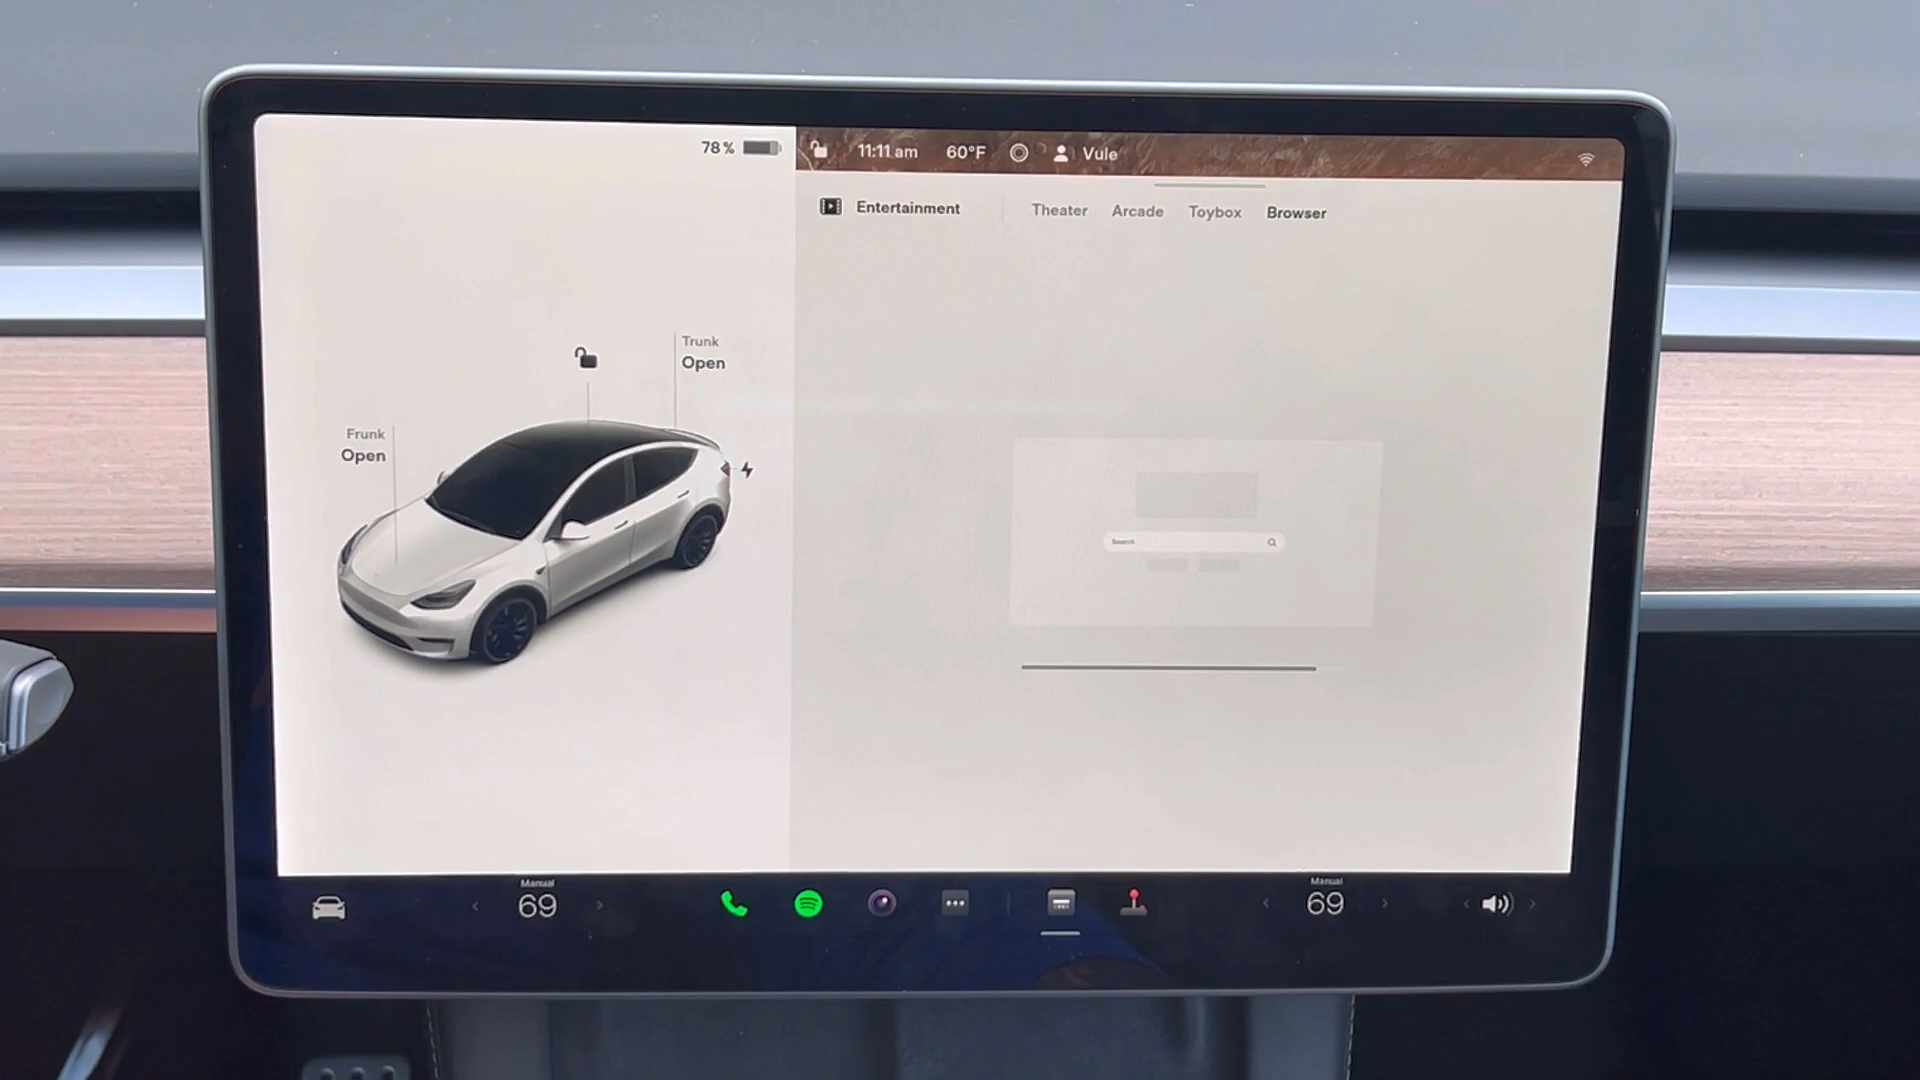 78%
11:11 am 60°F Vule
Entertainment Theater Arcade Toybox Browser
Trunk
Open
Frunk
Open
Search
Manual
69
Manual
69